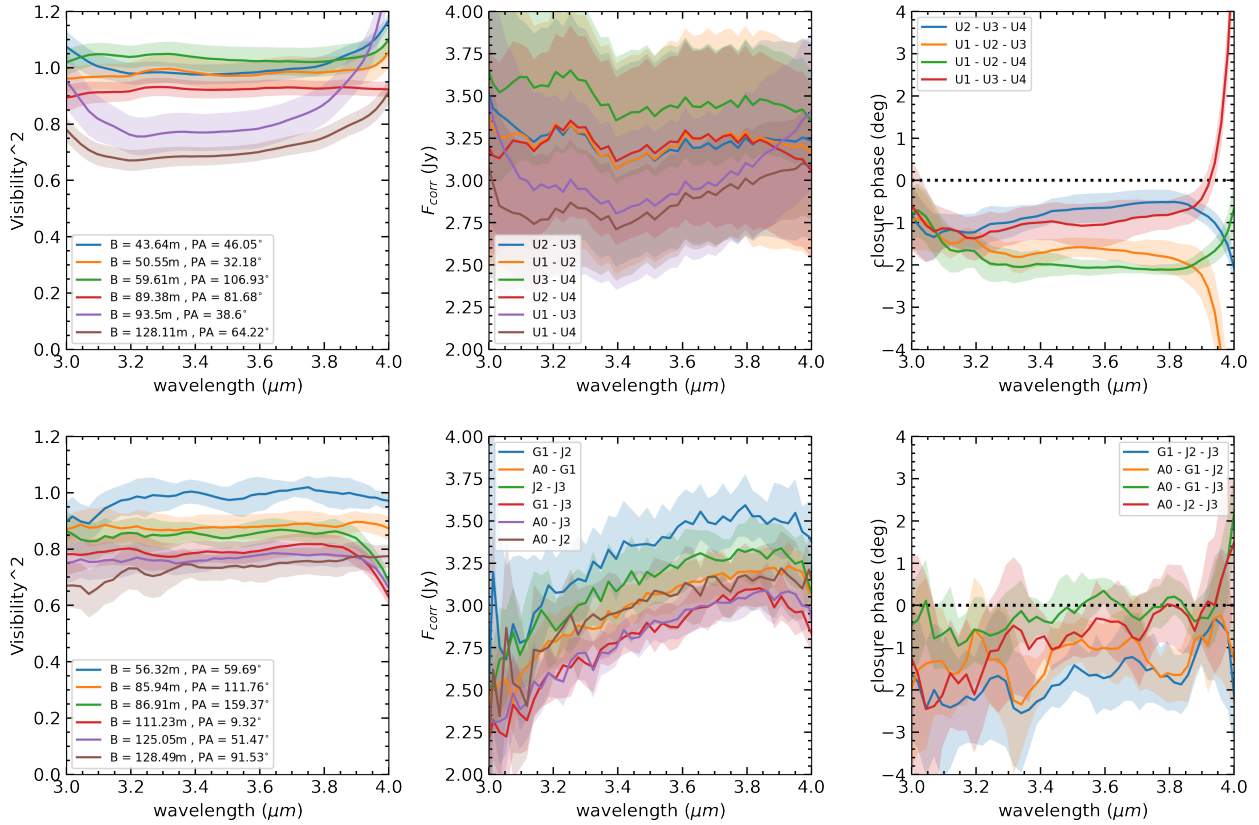 Visibility^2
1.2
1.0
0.8
0.6
0.4
0.2
0.0
B = 43.64m , PA = 46.05°
B = 50.55m , PA = 32.18°
B = 59.61m , PA = 106.93°
B = 89.38m , PA = 81.68°
B = 93.5m , PA = 38.6°
B = 128.11m , PA = 64.22°
3.0 3.2 3.4 3.6 3.8 4.0
wavelength (μm)
F_corr (Jy)
4.00
3.75
3.50
3.25
3.00
2.75
2.50
2.25
2.00
U2 - U3
U1 - U2
U3 - U4
U2 - U4
U1 - U3
U1 - U4
3.0 3.2 3.4 3.6 3.8 4.0
wavelength (μm)
closure phase (deg)
4
3
2
1
0
−1
−2
−3
−4
U2 - U3 - U4
U1 - U2 - U3
U1 - U2 - U4
U1 - U3 - U4
3.0 3.2 3.4 3.6 3.8 4.0
wavelength (μm)
Visibility^2
1.2
1.0
0.8
0.6
0.4
0.2
0.0
B = 56.32m , PA = 59.69°
B = 85.94m , PA = 111.76°
B = 86.91m , PA = 159.37°
B = 111.23m , PA = 9.32°
B = 125.05m , PA = 51.47°
B = 128.49m , PA = 91.53°
3.0 3.2 3.4 3.6 3.8 4.0
wavelength (μm)
F_corr (Jy)
4.00
3.75
3.50
3.25
3.00
2.75
2.50
2.25
2.00
G1 - J2
A0 - G1
J2 - J3
G1 - J3
A0 - J3
A0 - J2
3.0 3.2 3.4 3.6 3.8 4.0
wavelength (μm)
closure phase (deg)
4
3
2
1
0
−1
−2
−3
−4
G1 - J2 - J3
A0 - G1 - J2
A0 - G1 - J3
A0 - J2 - J3
3.0 3.2 3.4 3.6 3.8 4.0
wavelength (μm)